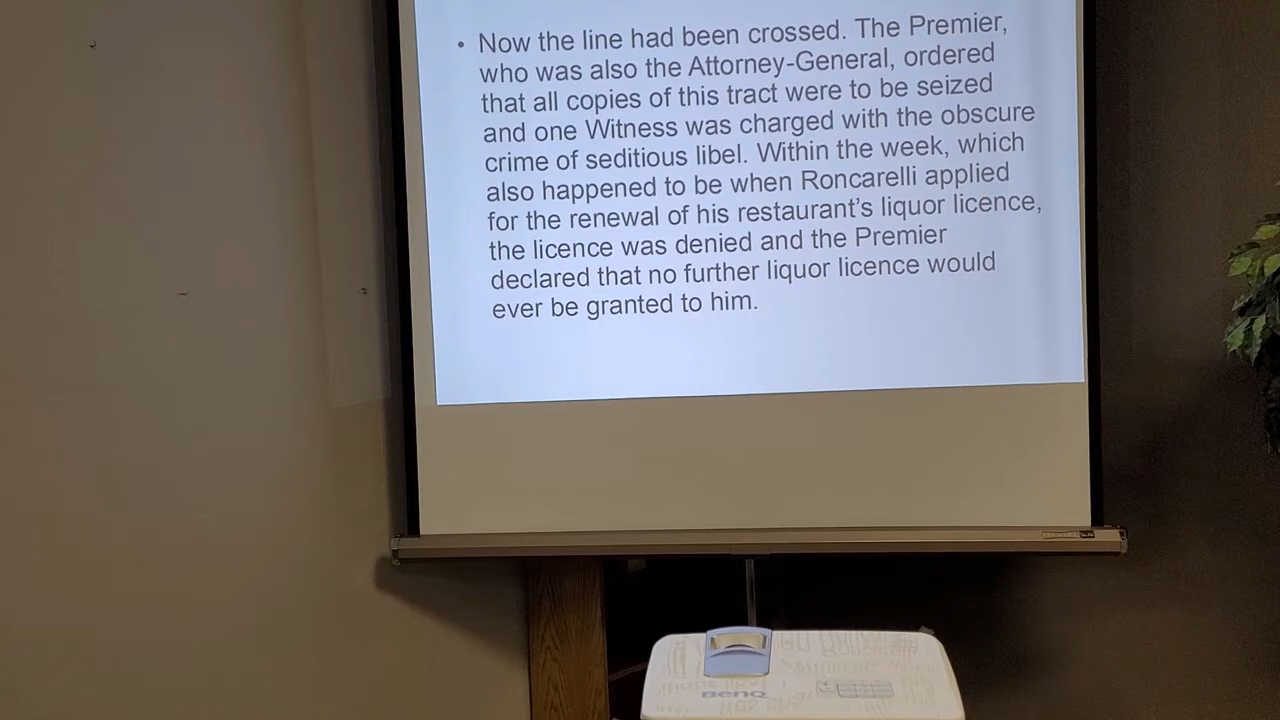 • Now the line had been crossed. The Premier,
who was also the Attorney-General, ordered
that all copies of this tract were to be seized
and one Witness was charged with the obscure
crime of seditious libel. Within the week, which
also happened to be when Roncarelli applied
for the renewal of his restaurant’s liquor licence,
the licence was denied and the Premier
declared that no further liquor licence would
ever be granted to him.
BenQ